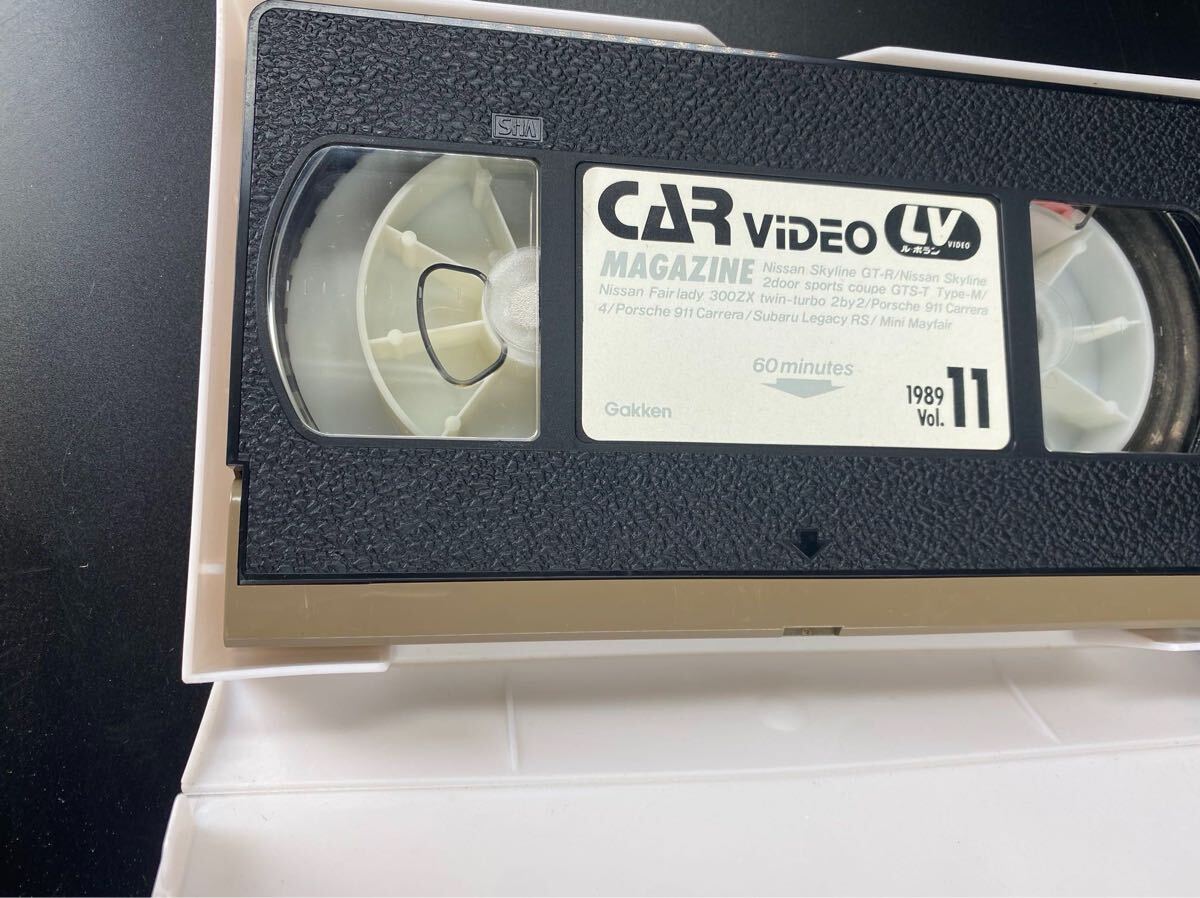 VHS
CAR ViDEO LV VIDEO
ル・ボラン
MAGAZINE Nissan Skyline GT-R/Nissan Skyline
2door sports coupe GTS-T Type-M/
Nissan Fairlady 300ZX twin-turbo 2by2/Porsche 911 Carrera
4/Porsche 911 Carrera/Subaru Legacy RS/Mini Mayfair
60minutes
Gakken
1989
Vol. 11